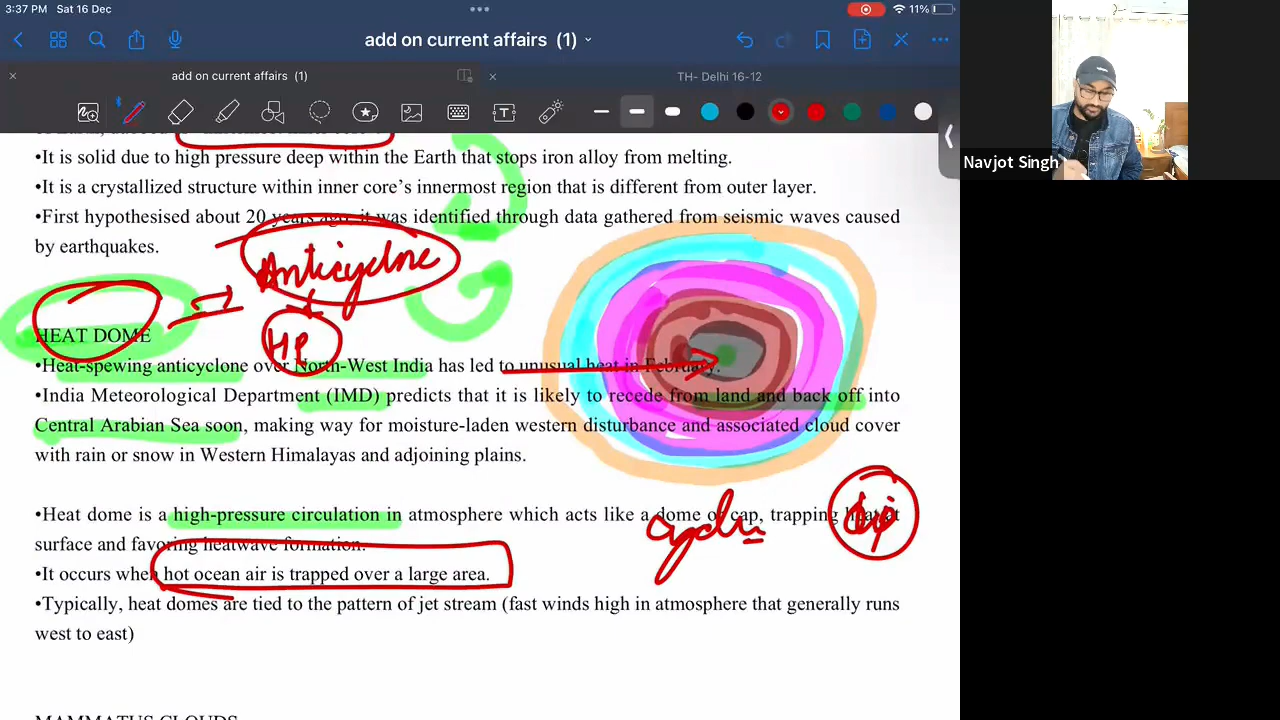 3:37 PM Sat 16 Dec
11%
add on current affairs (1)
add on current affairs (1)
TH- Delhi 16-12
Navjot Singh
•It is solid due to high pressure deep within the Earth that stops iron alloy from melting.
•It is a crystallized structure within inner core's innermost region that is different from outer layer.
•First hypothesised about 20 years ago, it was identified through data gathered from seismic waves caused
by earthquakes.
Anticyclone
HP
HEAT DOME
•Heat-spewing anticyclone over North-West India has led to unusual heat in February.
•India Meteorological Department (IMD) predicts that it is likely to recede from land and back off into
Central Arabian Sea soon, making way for moisture-laden western disturbance and associated cloud cover
with rain or snow in Western Himalayas and adjoining plains.
•Heat dome is a high-pressure circulation in atmosphere which acts like a dome or cap, trapping heat at
surface and favoring heatwave formation.
•It occurs when hot ocean air is trapped over a large area.
•Typically, heat domes are tied to the pattern of jet stream (fast winds high in atmosphere that generally runs
west to east)
MAMMATUS CLOUDS